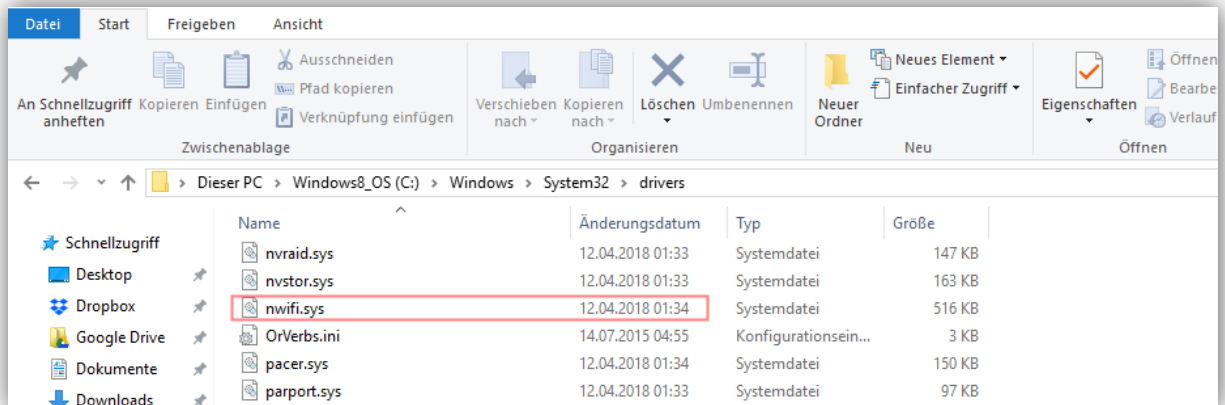 Datei Start Freigeben Ansicht
Ausschneiden
Pfad kopieren
Verknüpfung einfügen
An Schnellzugriff anheften
Kopieren Einfügen
Zwischenablage
Verschieben nach
Kopieren nach
Löschen Umbenennen
Organisieren
Neuer Ordner
Neues Element
Einfacher Zugriff
Neu
Eigenschaften
Öffnen
Bearbe
Verlauf
Öffnen
Dieser PC > Windows8_OS (C:) > Windows > System32 > drivers
Name Änderungsdatum Typ Größe
Schnellzugriff
Desktop
Dropbox
Google Drive
Dokumente
Downloads
nvraid.sys 12.04.2018 01:33 Systemdatei 147 KB
nvstor.sys 12.04.2018 01:33 Systemdatei 163 KB
nwifi.sys 12.04.2018 01:34 Systemdatei 516 KB
OrVerbs.ini 14.07.2015 04:55 Konfigurationsein... 3 KB
pacer.sys 12.04.2018 01:34 Systemdatei 150 KB
parport.sys 12.04.2018 01:33 Systemdatei 97 KB